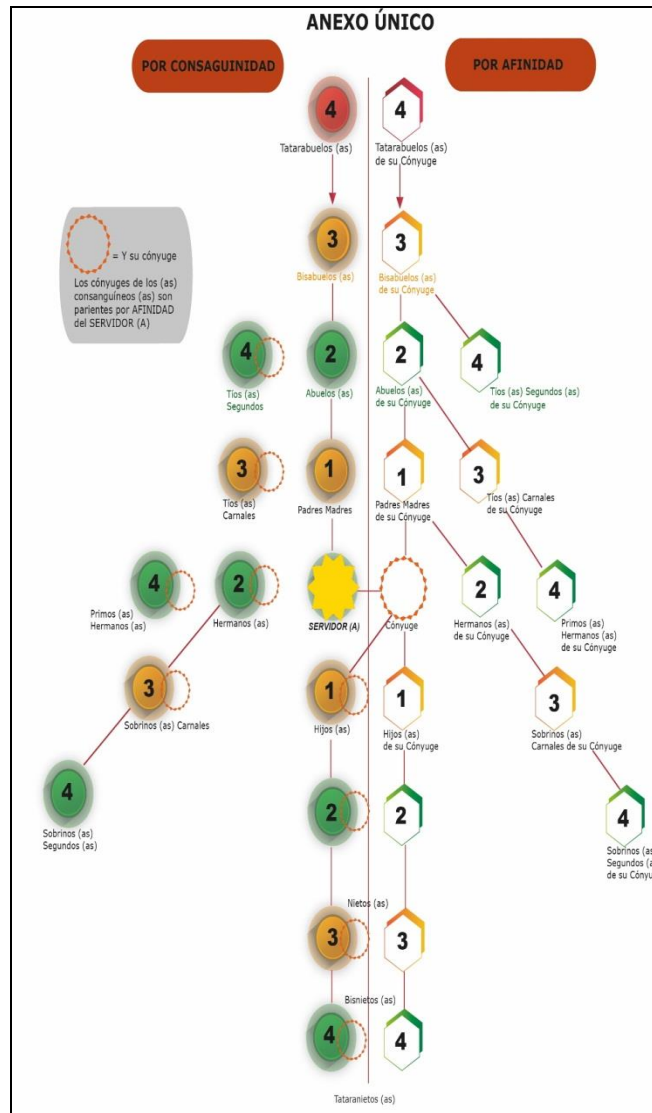 ANEXO ÚNICO
POR CONSAGUINIDAD
POR AFINIDAD
4
Tatarabuelos (as)
4
Tatarabuelos (as)
de su Cónyuge
= Y su cónyuge
Los cónyuges de los (as)
consanguíneos (as) son
parientes por AFINIDAD
del SERVIDOR (A)
3
Bisabuelos (as)
3
Bisabuelos (as)
de su Cónyuge
4
Tíos (as)
Segundos
2
Abuelos (as)
2
Abuelos (as)
de su Cónyuge
4
Tios (as) Segundos (as)
de su Cónyuge
3
Tíos (as)
Carnales
1
Padres Madres
1
Padres Madres
de su Cónyuge
3
Tíos (as) Carnales
de su Cónyuge
4
Primos (as)
Hermanos (as)
2
Hermanos (as)
SERVIDOR (A)
Cónyuge
2
Hermanos (as)
de su Cónyuge
4
Primos (as)
Hermanos (as)
de su Cónyuge
3
Sobrinos (as) Carnales
1
Hijos (as)
1
Hijos (as)
de su Cónyuge
3
Sobrinos (as)
Carnales de su Cónyuge
4
Sobrinos (as)
Segundos (as)
2
2
4
Sobrinos (as)
Segundos (a
de su Cónyu
Nietos (as)
3
3
Bisnietos (as)
4
4
Tataranietos (as)